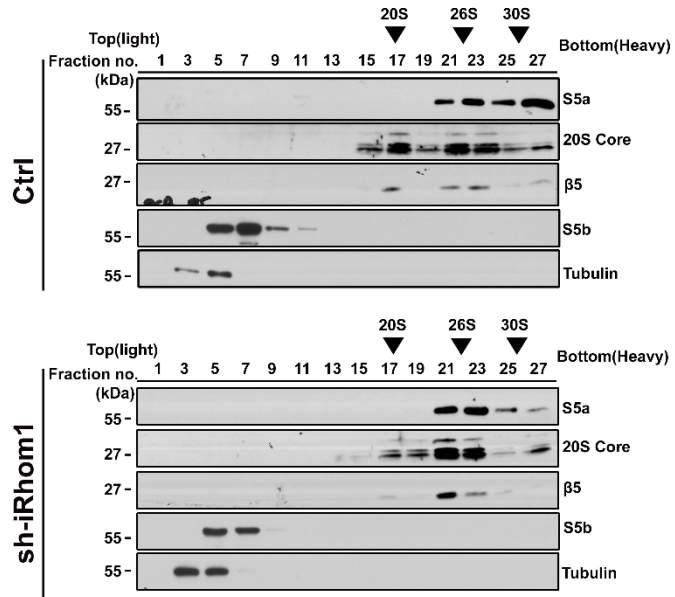 20S 26S 30S
Top(light) Bottom(Heavy)
Fraction no. 1 3 5 7 9 11 13 15 17 19 21 23 25 27
(kDa)
55 - S5a
27 - 20S Core
27 - β5
55 - S5b
55 - Tubulin
Ctrl
20S 26S 30S
Top(light) Bottom(Heavy)
Fraction no. 1 3 5 7 9 11 13 15 17 19 21 23 25 27
(kDa)
55 - S5a
27 - 20S Core
27 - β5
55 - S5b
55 - Tubulin
sh-iRhom1